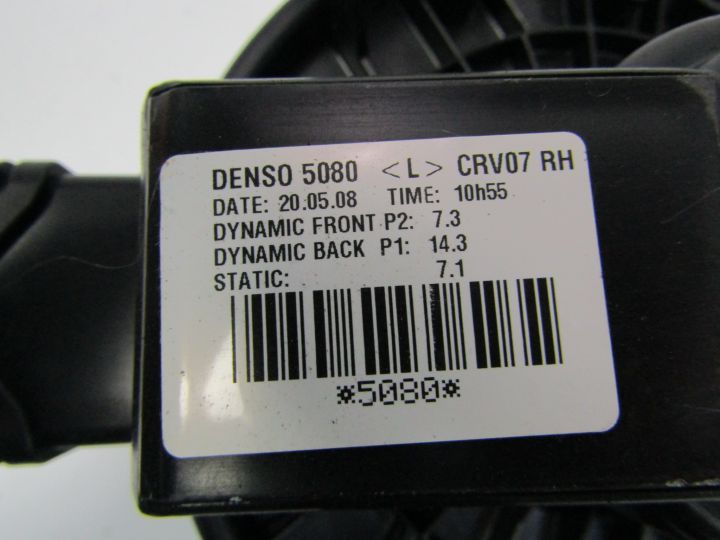 DENSO 5080 <L> CRV07 RH
DATE: 20.05.08 TIME: 10h55
DYNAMIC FRONT P2: 7.3
DYNAMIC BACK P1: 14.3
STATIC: 7.1
*5080*